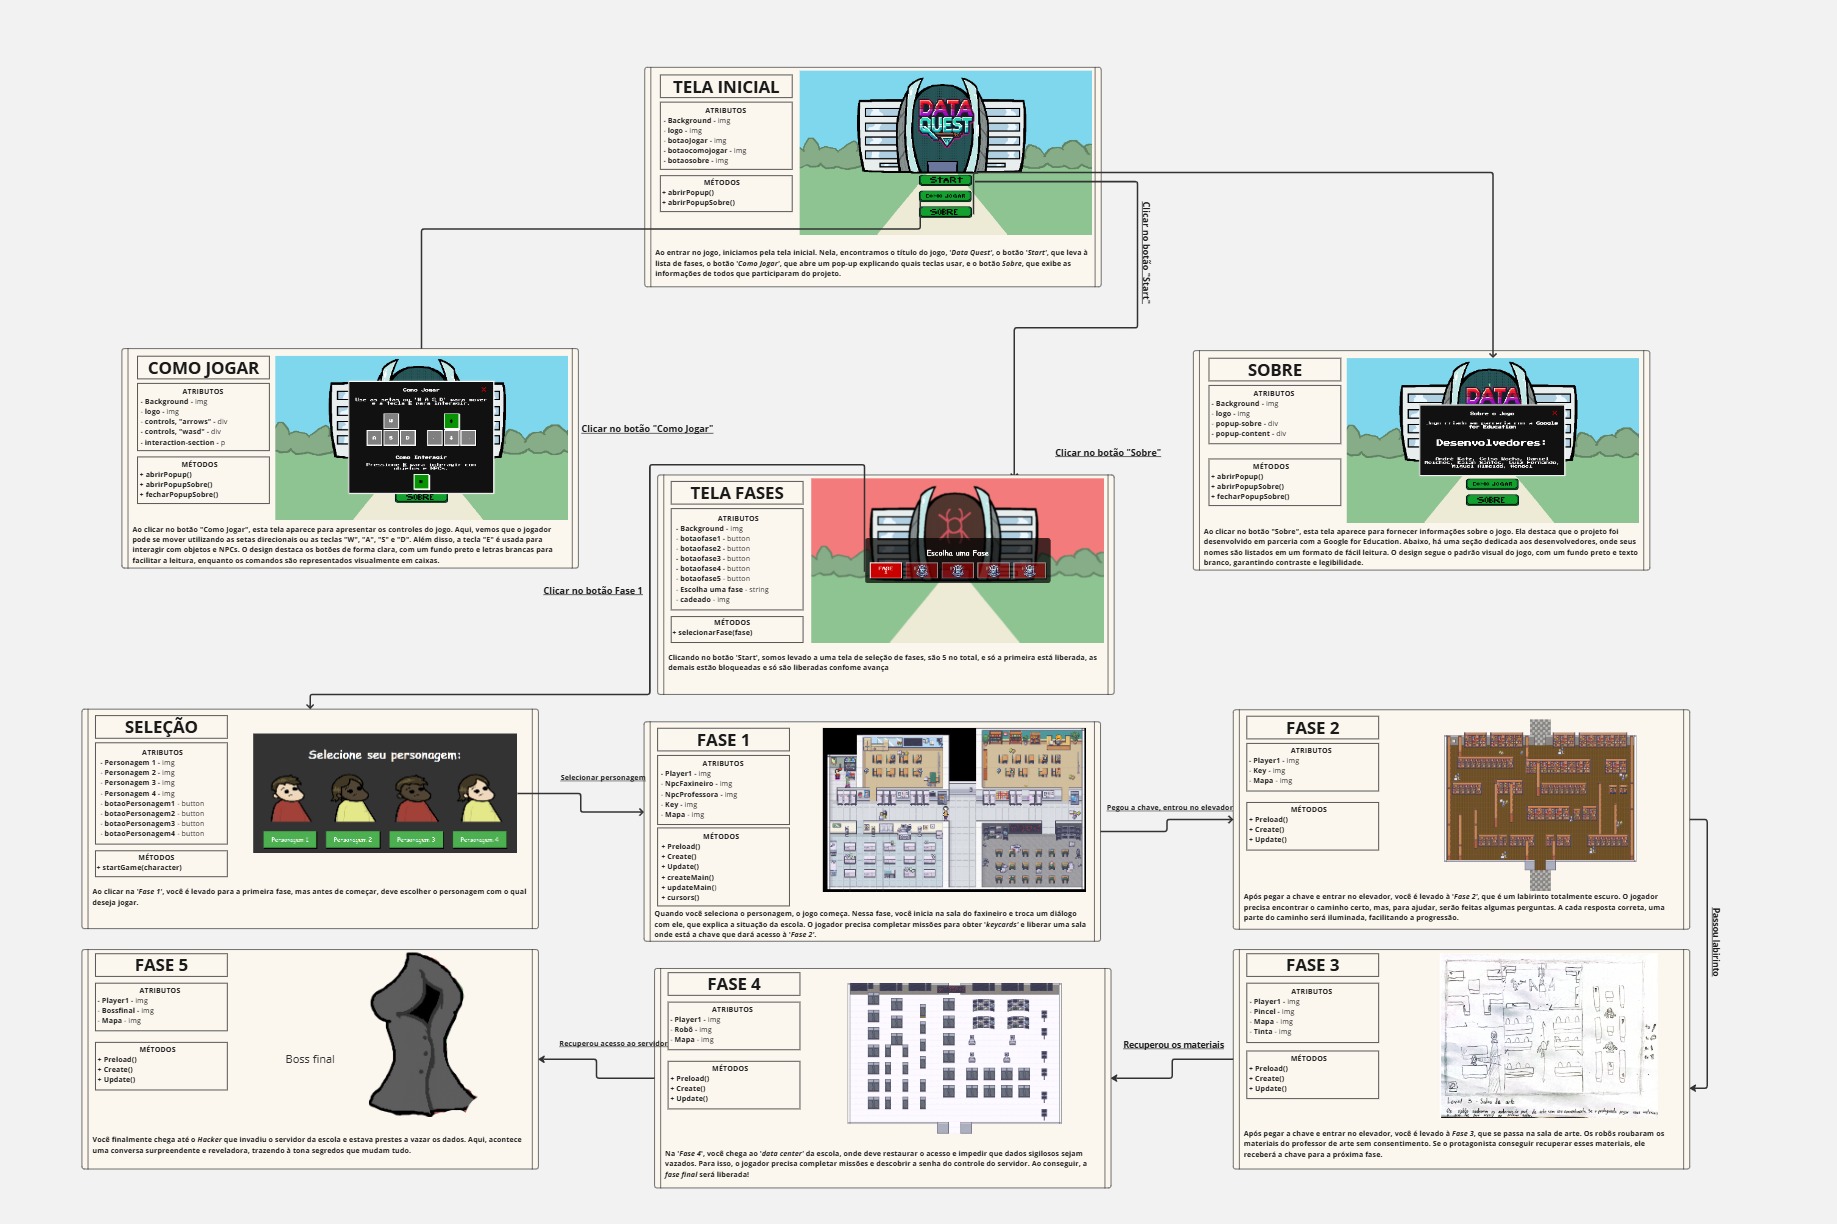 TELA INICIAL
ATRIBUTOS
- Background - img
- logo - img
- botaoJogar - img
- botaocomojogar - img
- botaosobre - img
MÉTODOS
+ abrirPopup()
+ abrirPopupSobre()
DATA
QUEST
START
COMO JOGAR
SOBRE
Ao entrar no jogo, iniciamos pela tela inicial. Nela, encontramos o título do jogo, 'Data Quest', o botão 'Start', que leva à
lista de fases, o botão 'Como Jogar', que abre um pop-up explicando quais teclas usar, e o botão Sobre, que exibe as
informações de todos que participaram do projeto.
Clicar no botão "Start"
COMO JOGAR
ATRIBUTOS
- Background - img
- logo - img
- controls, "arrows" - div
- controls, "wasd" - div
- interaction-section - p
MÉTODOS
+ abrirPopup()
+ abrirPopupSobre()
+ fecharPopupSobre()
Como Jogar
Use as setas ou 'W A S D' para mover
e a tecla E para interagir.
W
A S D
Como Interagir
Pressione E para interagir com
objetos e NPCs.
E
SOBRE
Ao clicar no botão "Como Jogar", esta tela aparece para apresentar os controles do jogo. Aqui, vemos que o jogador
pode se mover utilizando as setas direcionais ou as teclas "W", "A", "S" e "D". Além disso, a tecla "E" é usada para
interagir com objetos e NPCs. O design destaca os botões de forma clara, com um fundo preto e letras brancas para
facilitar a leitura, enquanto os comandos são representados visualmente em caixas.
Clicar no botão "Como Jogar"
Clicar no botão "Sobre"
SOBRE
ATRIBUTOS
- Background - img
- logo - img
- popup-sobre - div
- popup-content - div
MÉTODOS
+ abrirPopup()
+ abrirPopupSobre()
+ fecharPopupSobre()
DATA
Sobre o Jogo
Jogo criado em parceria com a Google
for Education
Desenvolvedores:
COMO JOGAR
SOBRE
Ao clicar no botão "Sobre", esta tela aparece para fornecer informações sobre o jogo. Ela destaca que o projeto foi
desenvolvido em parceria com a Google for Education. Abaixo, há uma seção dedicada aos desenvolvedores, onde seus
nomes são listados em um formato de fácil leitura. O design segue o padrão visual do jogo, com um fundo preto e texto
branco, garantindo contraste e legibilidade.
TELA FASES
ATRIBUTOS
- Background - img
- botaofase1 - button
- botaofase2 - button
- botaofase3 - button
- botaofase4 - button
- botaofase5 - button
- Escolha uma fase - string
- cadeado - img
MÉTODOS
+ selecionarFase(fase)
Escolha uma Fase
FASE
1
Clicando no botão 'Start', somos levado a uma tela de seleção de fases, são 5 no total, e só a primeira está liberada, as
demais estão bloqueadas e só são liberadas confome avança
Clicar no botão Fase 1
SELEÇÃO
ATRIBUTOS
- Personagem 1 - img
- Personagem 2 - img
- Personagem 3 - img
- Personagem 4 - img
- botaoPersonagem1 - button
- botaoPersonagem2 - button
- botaoPersonagem3 - button
- botaoPersonagem4 - button
MÉTODOS
+ startGame(character)
Selecione seu personagem:
Personagem 1
Personagem 2
Personagem 3
Personagem 4
Ao clicar na 'Fase 1', você é levado para a primeira fase, mas antes de começar, deve escolher o personagem com o qual
deseja jogar.
Selecionar personagem
FASE 1
ATRIBUTOS
- Player1 - img
- NpcFaxineiro - img
- NpcProfessora - img
- Key - img
- Mapa - img
MÉTODOS
+ Preload()
+ Create()
+ Update()
+ createMain()
+ updateMain()
+ cursors()
Quando você seleciona o personagem, o jogo começa. Nessa fase, você inicia na sala do faxineiro e troca um diálogo
com ele, que explica a situação da escola. O jogador precisa completar missões para obter 'keycards' e liberar uma sala
onde está a chave que dará acesso à 'Fase 2'.
Pegou a chave, entrou no elevador
FASE 2
ATRIBUTOS
- Player1 - img
- Key - img
- Mapa - img
MÉTODOS
+ Preload()
+ Create()
+ Update()
Após pegar a chave e entrar no elevador, você é levado à 'Fase 2', que é um labirinto totalmente escuro. O jogador
precisa encontrar o caminho certo, mas, para ajudar, serão feitas algumas perguntas. A cada resposta correta, uma
parte do caminho será iluminada, facilitando a progressão.
Passou labirinto
FASE 5
ATRIBUTOS
- Player1 - img
- Bossfinal - img
- Mapa - img
MÉTODOS
+ Preload()
+ Create()
+ Update()
Boss final
Você finalmente chega até o Hacker que invadiu o servidor da escola e estava prestes a vazar os dados. Aqui, acontece
uma conversa surpreendente e reveladora, trazendo à tona segredos que mudam tudo.
Recuperou acesso ao servidor
FASE 4
ATRIBUTOS
- Player1 - img
- Robô - img
- Mapa - img
MÉTODOS
+ Preload()
+ Create()
+ Update()
Na 'Fase 4', você chega ao 'data center' da escola, onde deve restaurar o acesso e impedir que dados sigilosos sejam
vazados. Para isso, o jogador precisa completar missões e descobrir a senha do controle do servidor. Ao conseguir, a
fase final será liberada!
Recuperou os materiais
FASE 3
ATRIBUTOS
- Player1 - img
- Pincel - img
- Mapa - img
- Tinta - img
MÉTODOS
+ Preload()
+ Create()
+ Update()
Level 3 - Salas de arte
Após pegar a chave e entrar no elevador, você é levado à Fase 3, que se passa na sala de arte. Os robôs roubaram os
materiais do professor de arte sem consentimento. Se o protagonista conseguir recuperar esses materiais, ele
receberá a chave para a próxima fase.